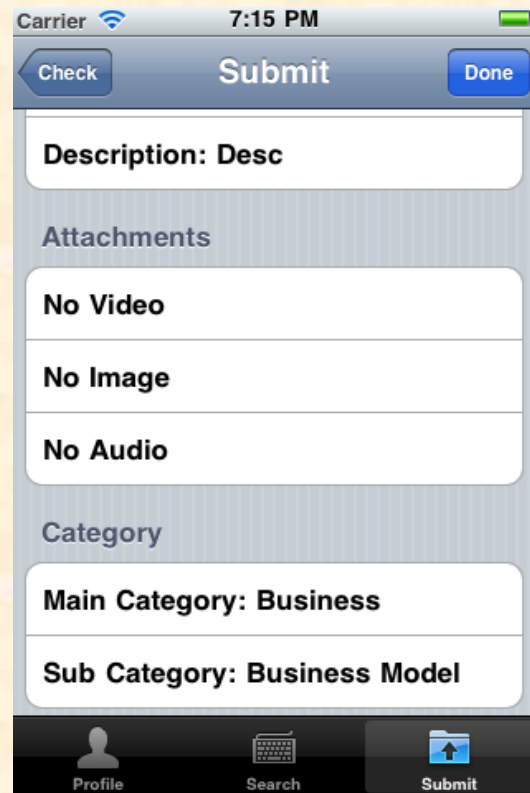 Carrier 7:15 PM
Check Submit Done
Description: Desc
Attachments
No Video
No Image
No Audio
Category
Main Category: Business
Sub Category: Business Model
Profile Search Submit